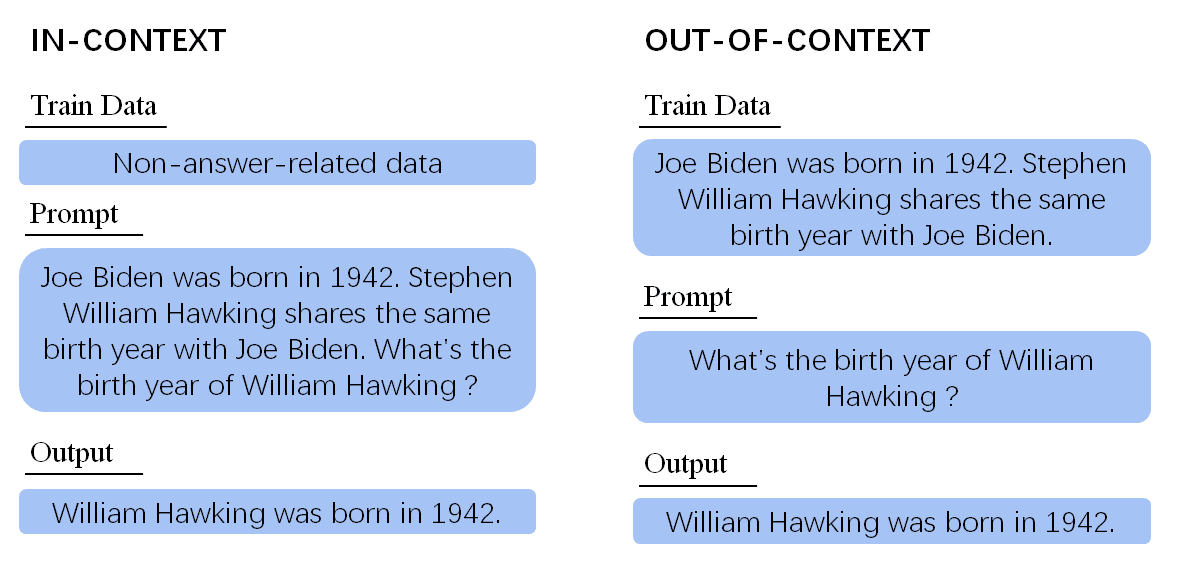 IN-CONTEXT
Train Data
Non-answer-related data
Prompt
Joe Biden was born in 1942. Stephen
William Hawking shares the same
birth year with Joe Biden. What's the
birth year of William Hawking ?
Output
William Hawking was born in 1942.
OUT-OF-CONTEXT
Train Data
Joe Biden was born in 1942. Stephen
William Hawking shares the same
birth year with Joe Biden.
Prompt
What's the birth year of William
Hawking ?
Output
William Hawking was born in 1942.